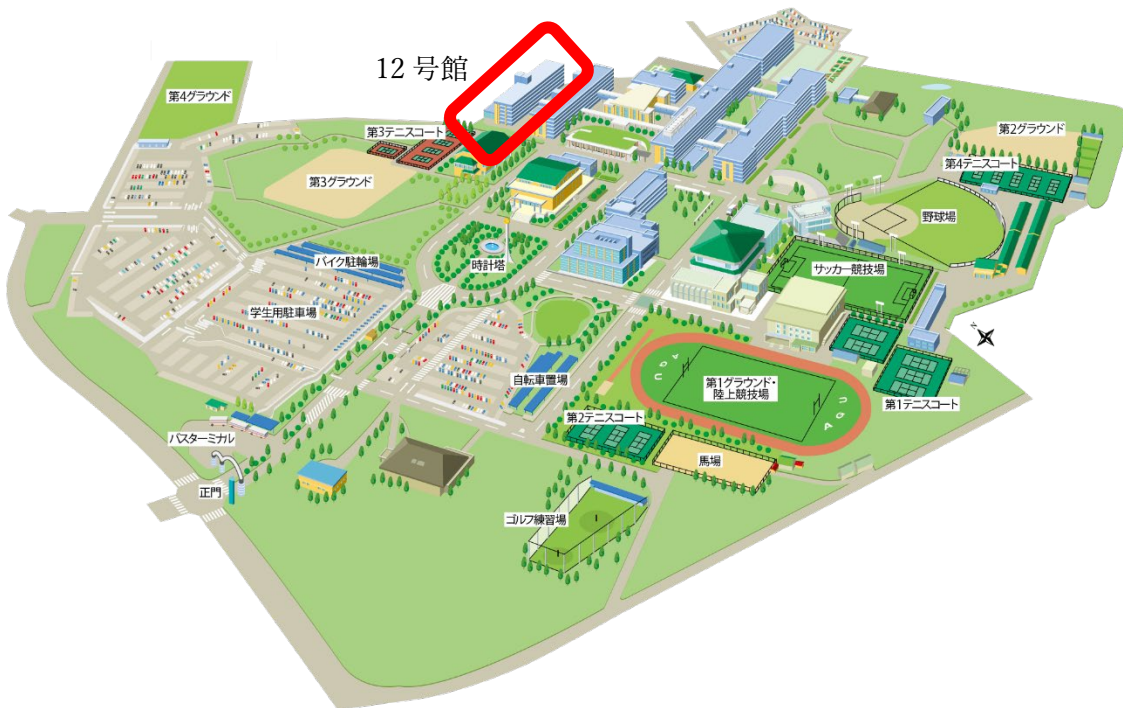 12 号館
第4グラウンド
第3テニスコート
第2グラウンド
第4テニスコート
第3グラウンド
野球場
バイク駐輪場
時計塔
サッカー競技場
学生用駐車場
N
自転車置場
第1グラウンド・
陸上競技場
第1テニスコート
第2テニスコート
バスターミナル
馬場
正門
ゴルフ練習場